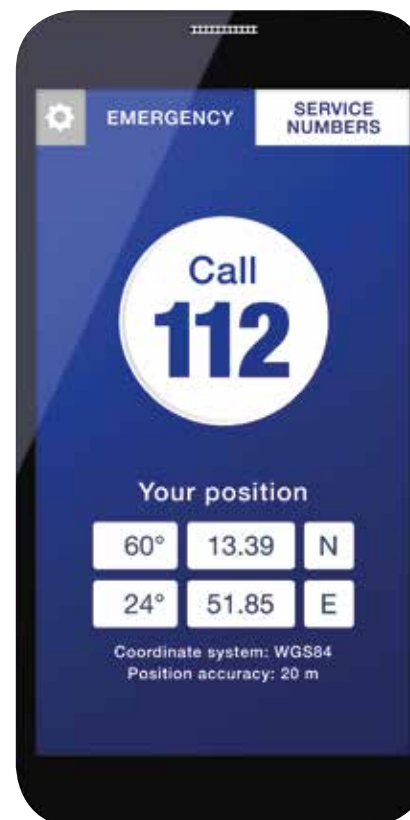 EMERGENCY
SERVICE
NUMBERS
Call
112
Your position
60° 13.39 N
24° 51.85 E
Coordinate system: WGS84
Position accuracy: 20 m